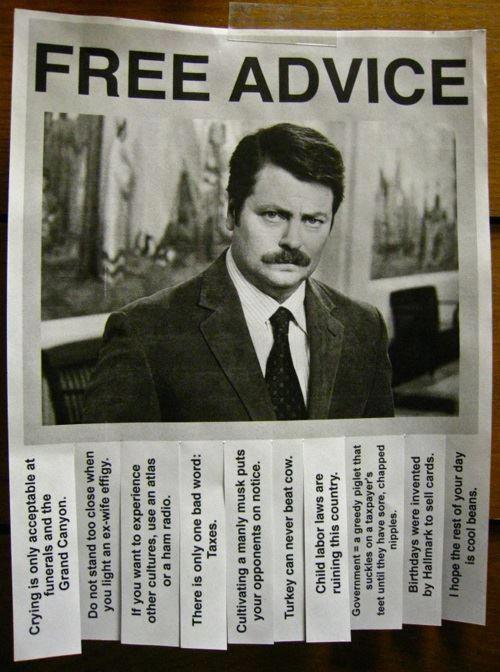 FREE ADVICE
Crying is only acceptable at
funerals and the
Grand Canyon.
Do not stand too close when
you light an ex-wife effigy.
If you want to experience
other cultures, use an atlas
or a ham radio.
There is only one bad word:
Taxes.
Cultivating a manly musk puts
your opponents on notice.
Turkey can never beat cow.
Child labor laws are
ruining this country.
Government = a greedy piglet that
suckles on a taxpayer's
teet until they have sore, chapped
nipples.
Birthdays were invented
by Hallmark to sell cards.
I hope the rest of your day
is cool beans.